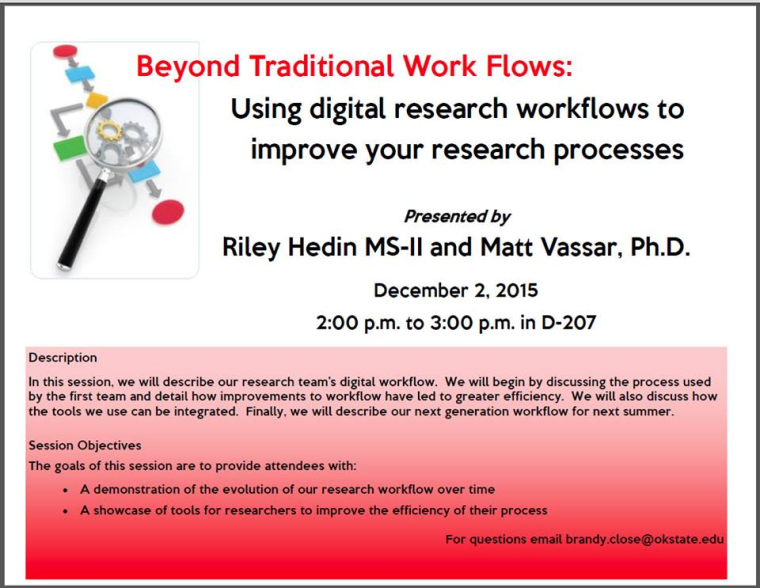 Beyond Traditional Work Flows:
Using digital research workflows to
improve your research processes
Presented by
Riley Hedin MS-II and Matt Vassar, Ph.D.
December 2, 2015
2:00 p.m. to 3:00 p.m. in D-207
Description
In this session, we will describe our research team's digital workflow.  We will begin by discussing the process used
by the first team and detail how improvements to workflow have led to greater efficiency.  We will also discuss how
the tools we use can be integrated.  Finally, we will describe our next generation workflow for next summer.
Session Objectives
The goals of this session are to provide attendees with:
• A demonstration of the evolution of our research workflow over time
• A showcase of tools for researchers to improve the efficiency of their process
For questions email brandy.close@okstate.edu